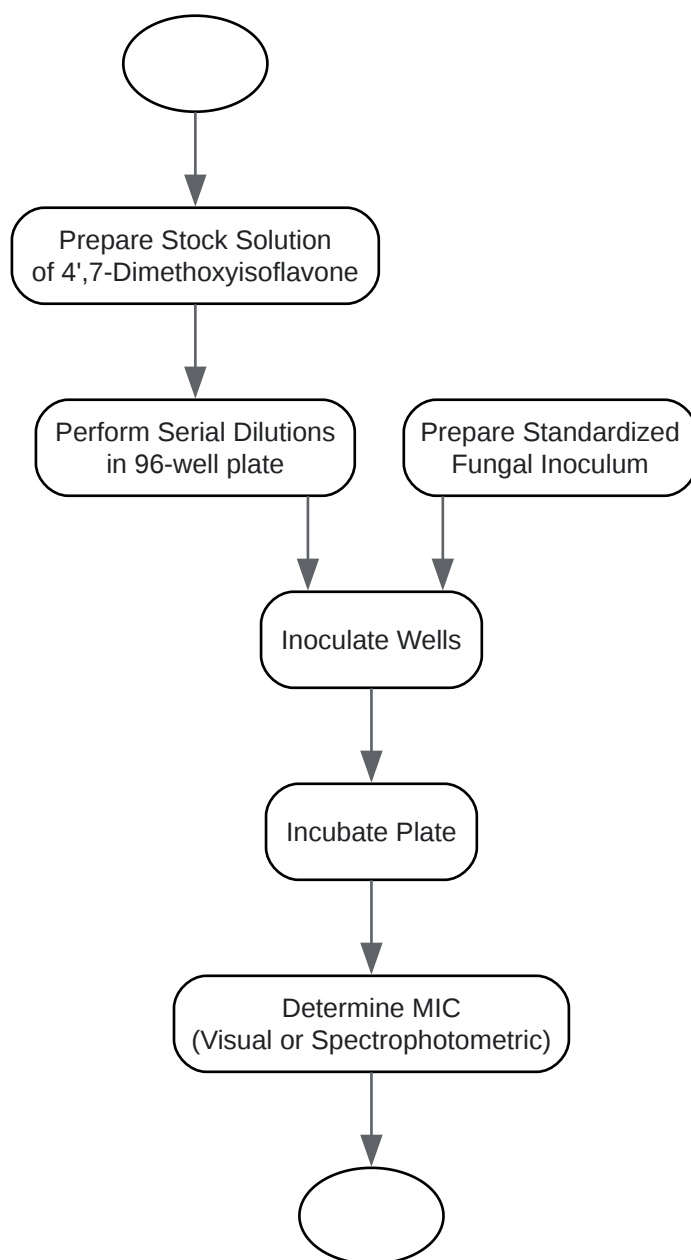 Prepare Stock Solution
of 4',7-Dimethoxyisoflavone
Perform Serial Dilutions
in 96-well plate
Prepare Standardized
Fungal Inoculum
Inoculate Wells
Incubate Plate
Determine MIC
(Visual or Spectrophotometric)